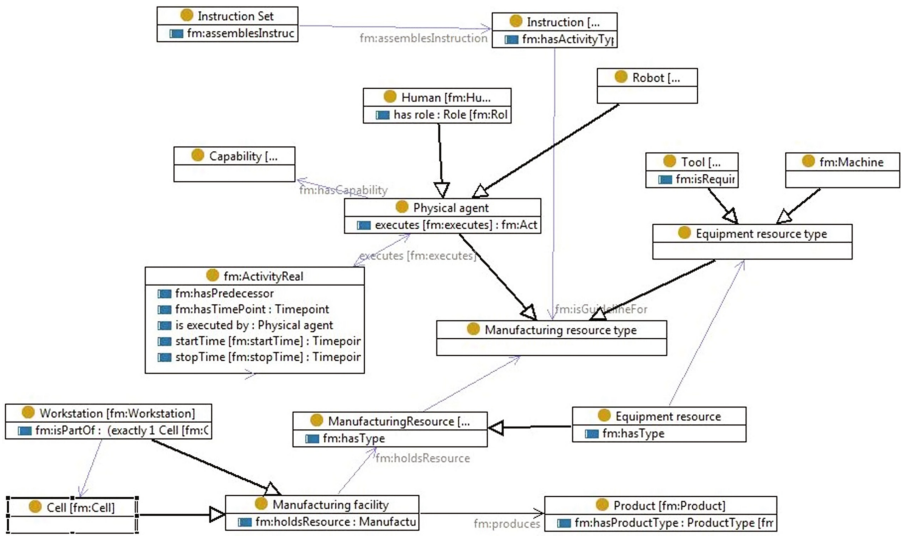 Instruction Set
fm:assemblesInstruc
fm:assemblesInstruction
Instruction [...
fm:hasActivityTyp
Robot [...
Human [fm:Hu...
has role : Role [fm:Rol
Capability [...
fm:hasCapability
Tool [...
fm:isRequir
fm:Machine
Physical agent
executes [fm:executes] : fm:Act
Equipment resource type
executes [fm:executes]
fm:ActivityReal
fm:hasPredecessor
fm:hasTimePoint : Timepoint
is executed by : Physical agent
startTime [fm:startTime] : Timepoir
stopTime [fm:stopTime] : Timepoir
fm:isGuidelineFor
Manufacturing resource type
Workstation [fm:Workstation]
fm:isPartOf : (exactly 1 Cell [fm:C
ManufacturingResource [...
fm:hasType
Equipment resource
fm:hasType
fm:holdsResource
Cell [fm:Cell]
Manufacturing facility
fm:holdsResource : Manufactu
fm:produces
Product [fm:Product]
fm:hasProductType : ProductType [fm